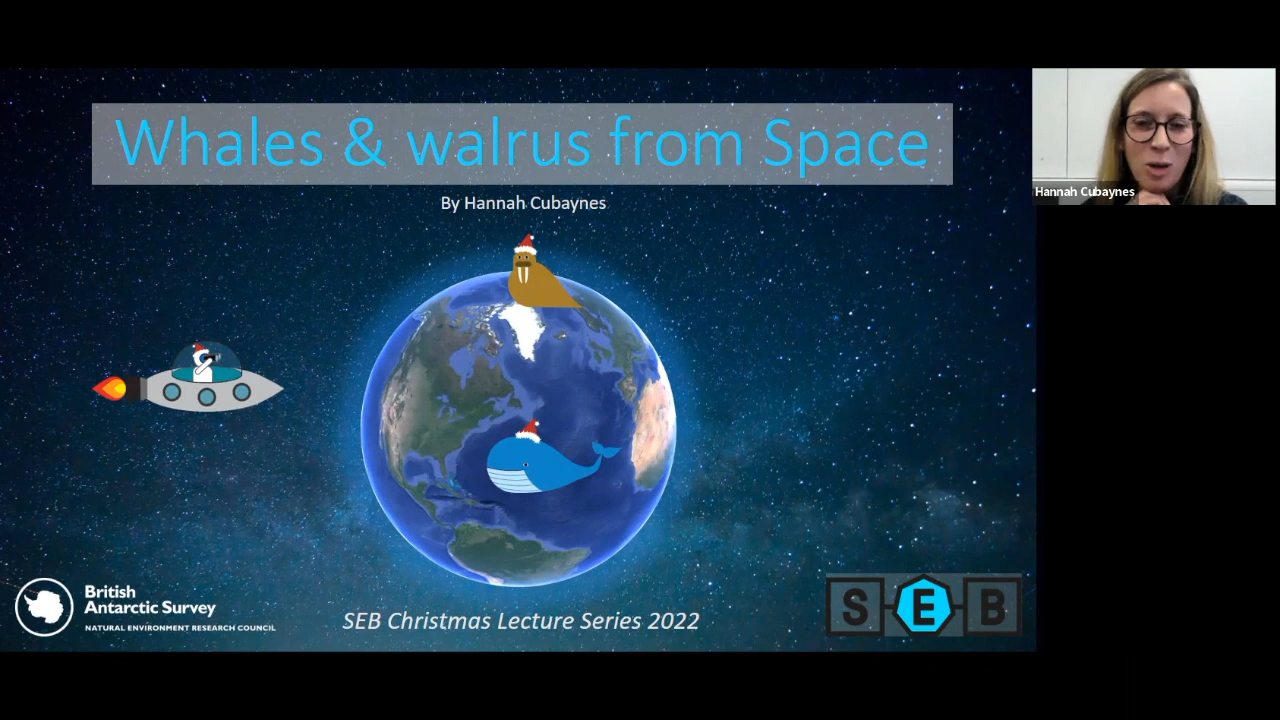 Whales & walrus from Space
By Hannah Cubaynes
Hannah Cubaynes
British
Antarctic Survey
NATURAL ENVIRONMENT RESEARCH COUNCIL
SEB Christmas Lecture Series 2022
S E B